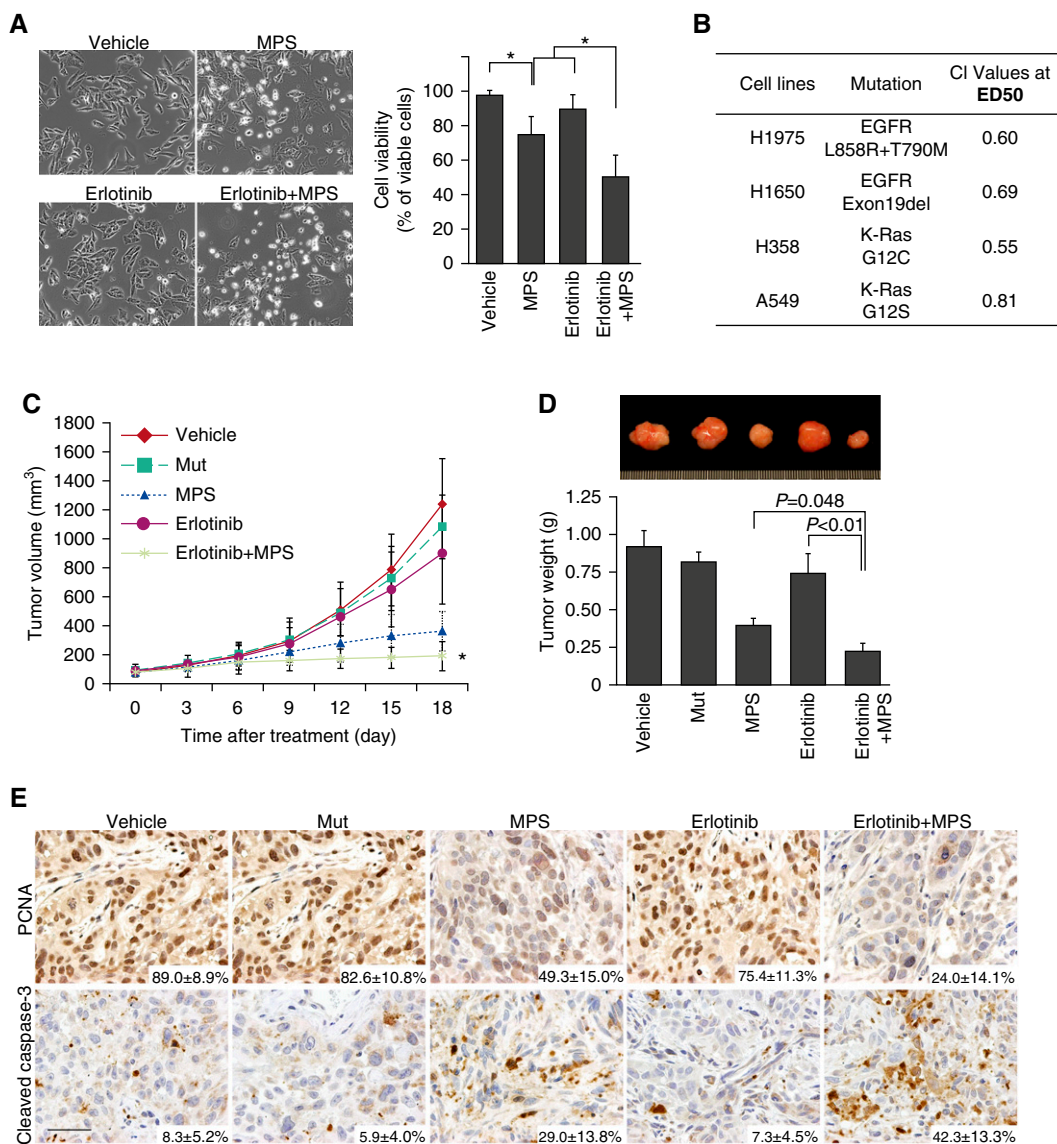 A
Vehicle
MPS
Erlotinib
Erlotinib+MPS
Cell viability
(% of viable cells)
100
80
60
40
20
0
*
*
Vehicle
MPS
Erlotinib
Erlotinib
+MPS
B
Cell lines
Mutation
CI Values at
ED50
H1975
EGFR
L858R+T790M
0.60
H1650
EGFR
Exon19del
0.69
H358
K-Ras
G12C
0.55
A549
K-Ras
G12S
0.81
C
Tumor volume (mm³)
1800
1600
1400
1200
1000
800
600
400
200
0
Vehicle
Mut
MPS
Erlotinib
Erlotinib+MPS
*
0 3 6 9 12 15 18
Time after treatment (day)
D
Tumor weight (g)
1.25
1.00
0.75
0.50
0.25
0
P=0.048
P<0.01
Vehicle
Mut
MPS
Erlotinib
Erlotinib
+MPS
E
Vehicle
Mut
MPS
Erlotinib
Erlotinib+MPS
PCNA
89.0±8.9%
82.6±10.8%
49.3±15.0%
75.4±11.3%
24.0±14.1%
Cleaved caspase-3
8.3±5.2%
5.9±4.0%
29.0±13.8%
7.3±4.5%
42.3±13.3%